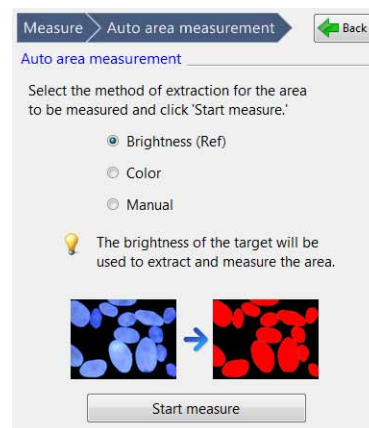 Measure Auto area measurement Back
Auto area measurement
Select the method of extraction for the area
to be measured and click 'Start measure.'
Brightness (Ref)
Color
Manual
The brightness of the target will be
used to extract and measure the area.
Start measure